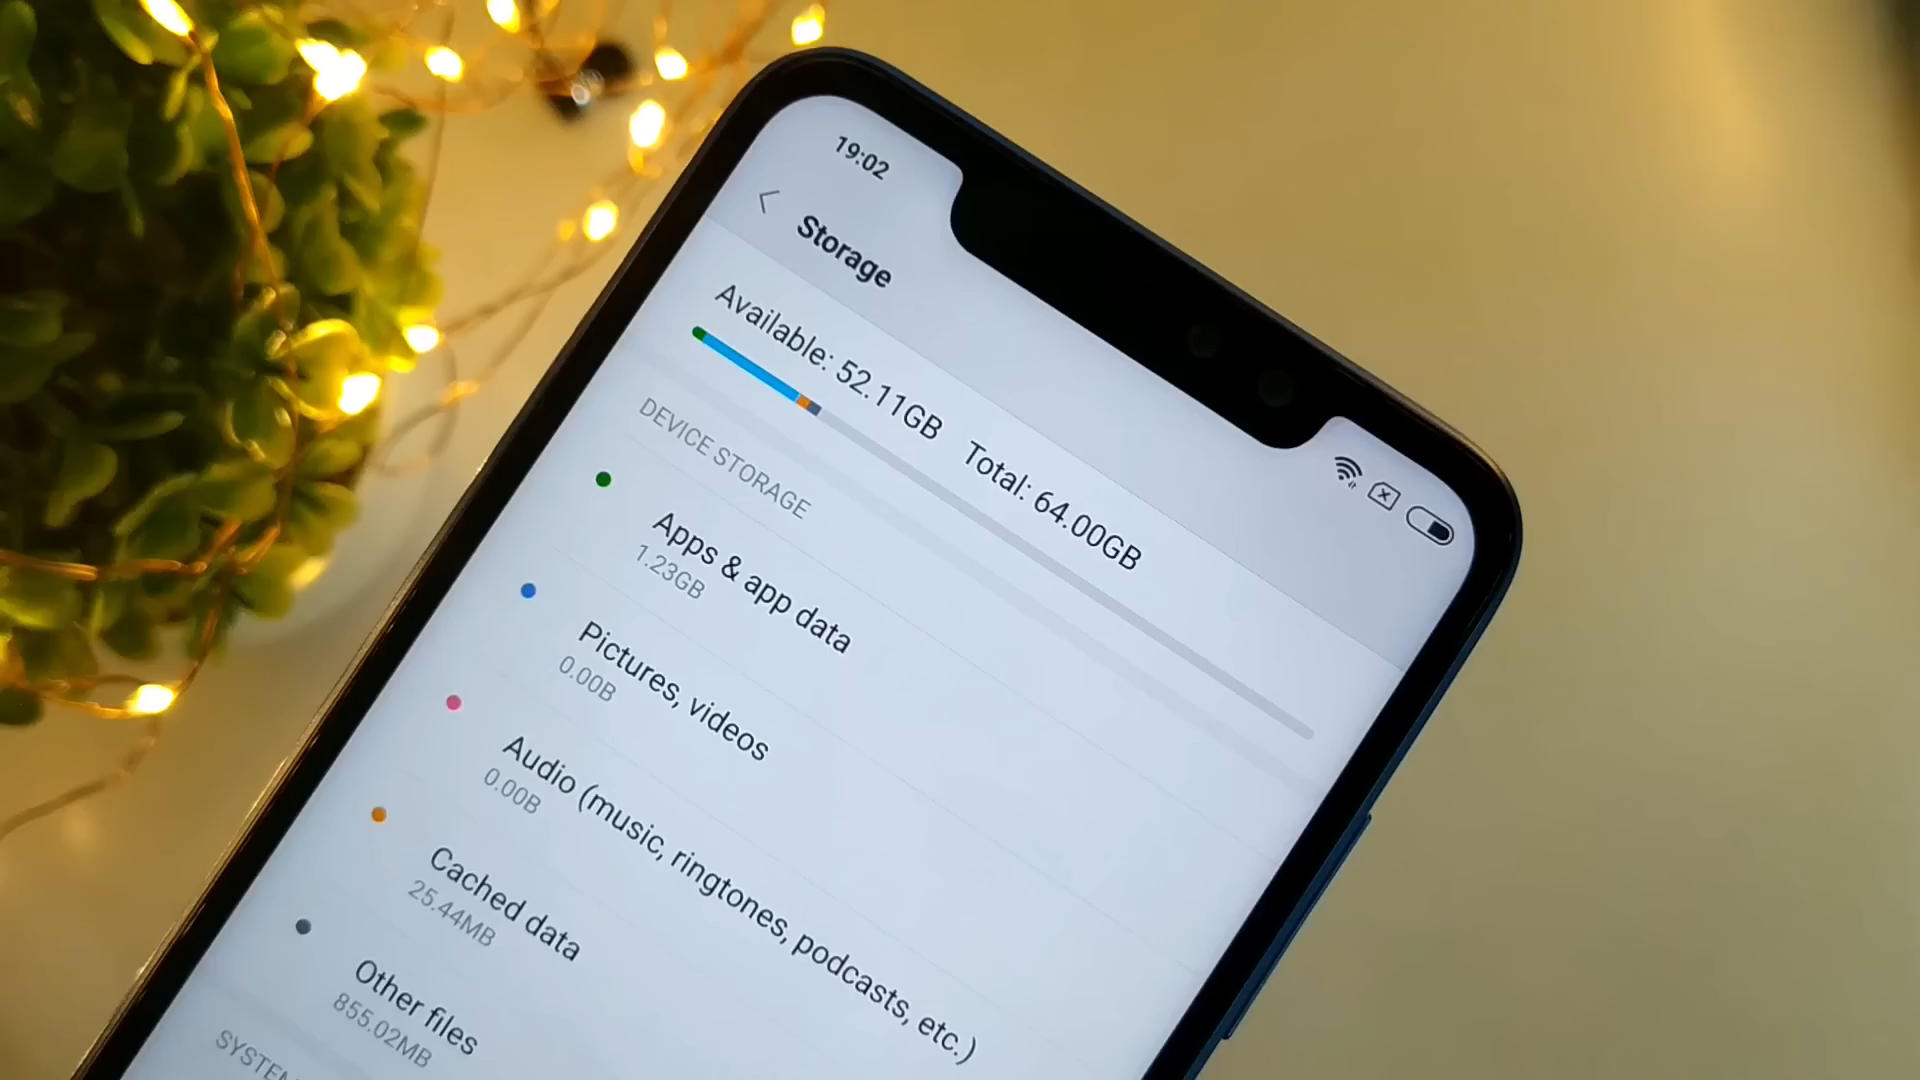 19:02
Storage
Available: 52.11GB Total: 64.00GB
DEVICE STORAGE
Apps & app data
1.23GB
Pictures, videos
0.00B
Audio (music, ringtones, podcasts, etc.)
0.00B
Cached data
25.44MB
Other files
855.02MB
SYSTEM